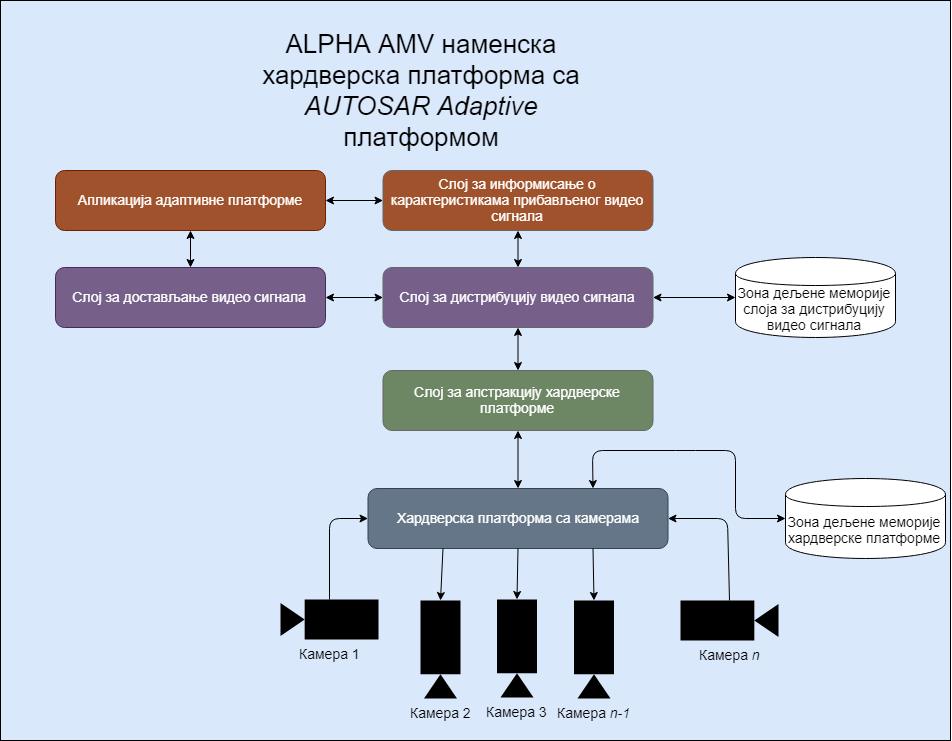 ALPHA AMV наменска
хардверска платформа са
AUTOSAR Adaptive
платформом
Апликација адаптивне платформе
Слој за информисање о
карактеристикама прибављеног видео
сигнала
Слој за достављање видео сигнала
Слој за дистрибуцију видео сигнала
Зона дељене меморије
слоја за дистрибуцију
видео сигнала
Слој за апстракцију хардверске
платформе
Хардверска платформа са камерама
Зона дељене меморије
хардверске платформе
Камера 1
Камера n
Камера 2
Камера 3
Камера n-1